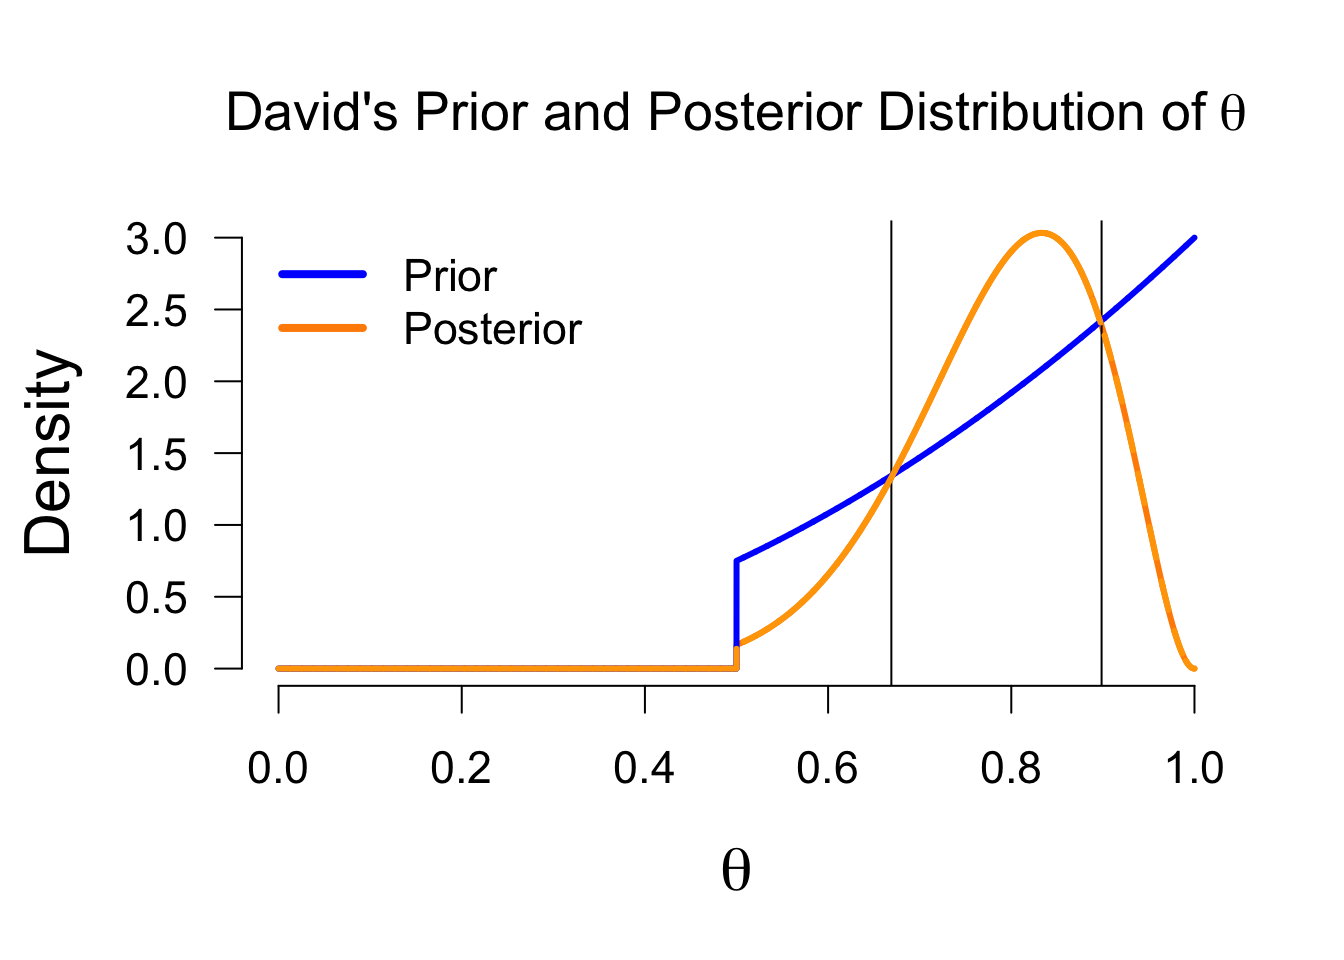 David's Prior and Posterior Distribution of θ
Density
3.0
2.5
2.0
1.5
1.0
0.5
0.0
Prior
Posterior
0.0 0.2 0.4 0.6 0.8 1.0
θ